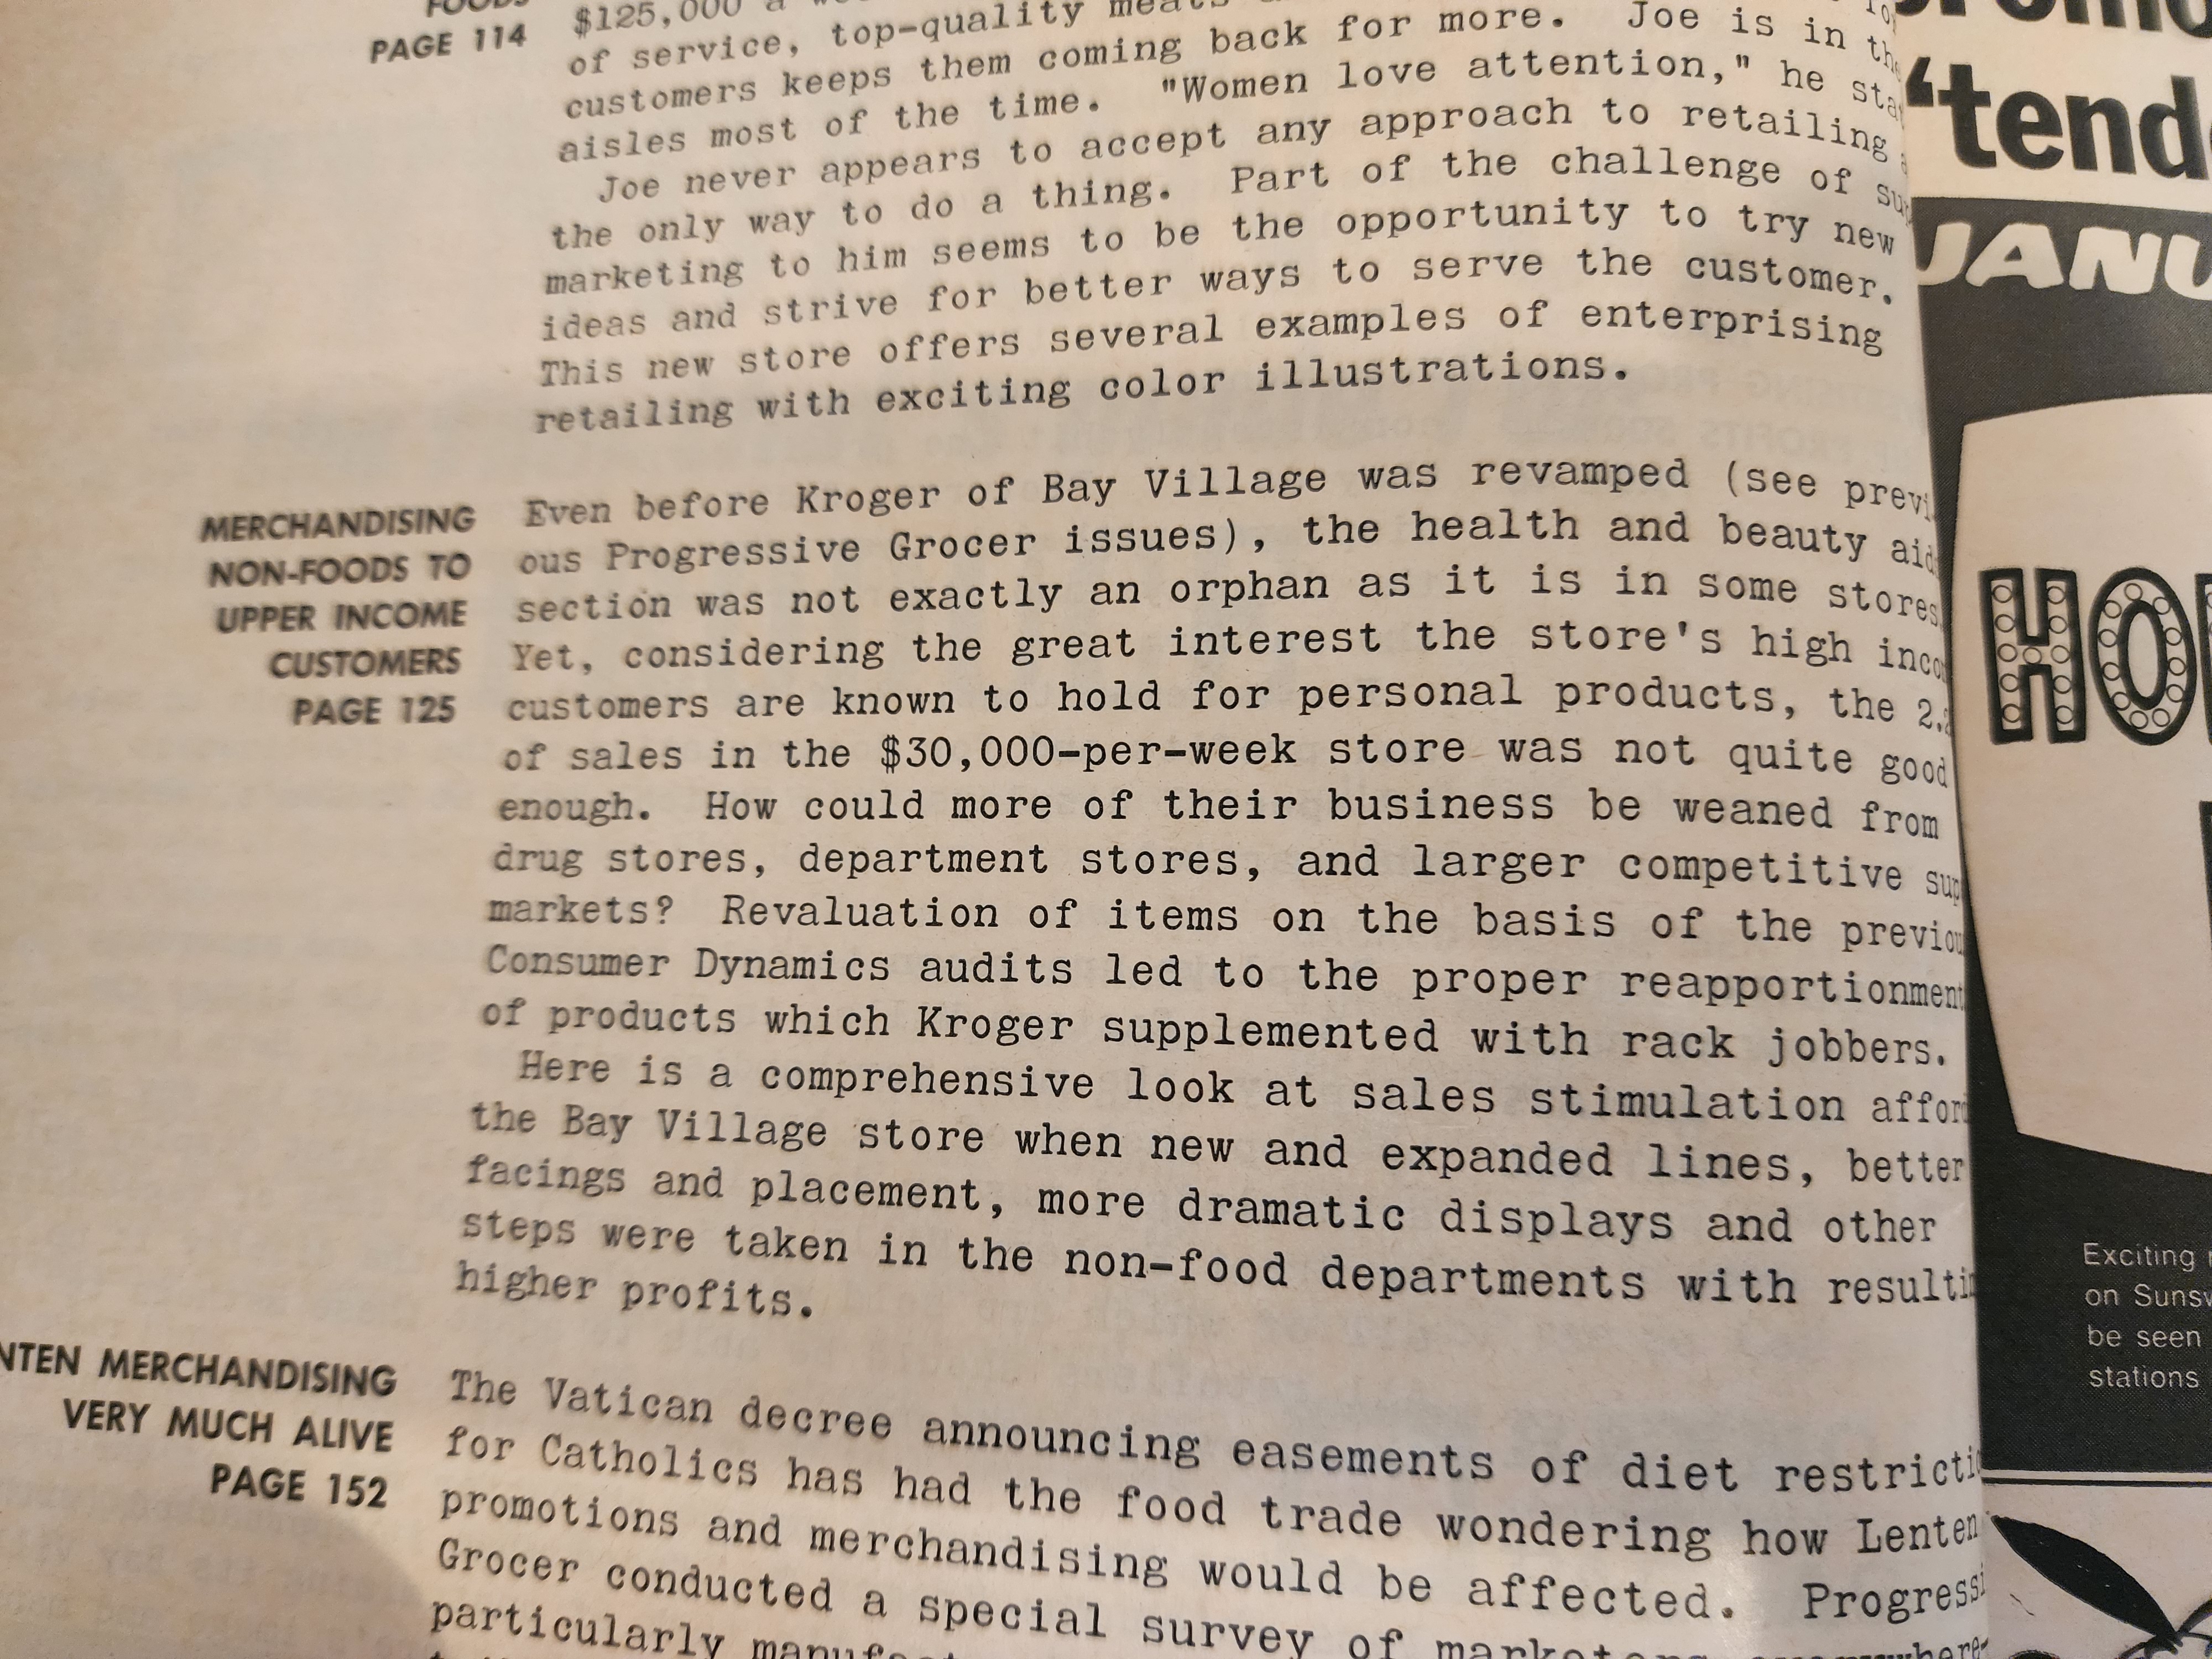 FOODS
PAGE 114
$125,000 a
of service, top-quality meats
customers keeps them coming back for more. Joe is in the
aisles most of the time. "Women love attention," he
Joe never appears to accept any approach to retailing
the only way to do a thing. Part of the challenge of
marketing to him seems to be the opportunity to try new
ideas and strive for better ways to serve the customer.
This new store offers several examples of enterprising
retailing with exciting color illustrations.
MERCHANDISING
NON-FOODS TO
UPPER INCOME
CUSTOMERS
PAGE 125
Even before Kroger of Bay Village was revamped (see previ
ous Progressive Grocer issues), the health and beauty aid
section was not exactly an orphan as it is in some stores
Yet, considering the great interest the store's high inco
customers are known to hold for personal products, the 2.
of sales in the $30,000-per-week store was not quite good
enough. How could more of their business be weaned from
drug stores, department stores, and larger competitive sup
markets? Revaluation of items on the basis of the previou
Consumer Dynamics audits led to the proper reapportionment
of products which Kroger supplemented with rack jobbers.
Here is a comprehensive look at sales stimulation affor
the Bay Village store when new and expanded lines, better
facings and placement, more dramatic displays and other
steps were taken in the non-food departments with resultin
higher profits.
NTEN MERCHANDISING
VERY MUCH ALIVE
PAGE 152
The Vatican decree announcing easements of diet restrictio
for Catholics has had the food trade wondering how Lenten
promotions and merchandising would be affected. Progressi
Grocer conducted a special survey of
particularly
'tend
JANU
HO
Exciting
on Sunsw
be seen
stations